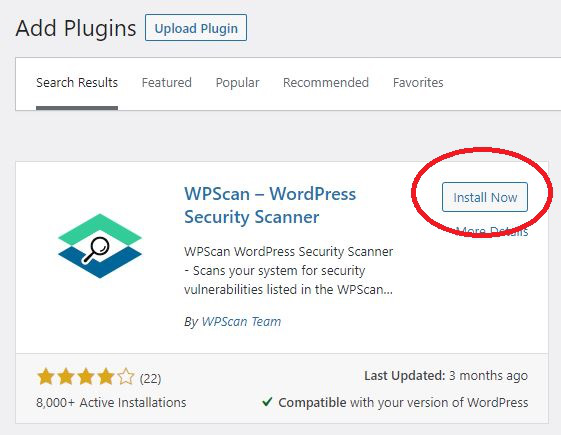 Add Plugins Upload Plugin
Search Results Featured Popular Recommended Favorites
WPScan – WordPress
Security Scanner
Install Now
More Details
WPScan WordPress Security Scanner
- Scans your system for security
vulnerabilities listed in the WPScan...
By WPScan Team
(22)
Last Updated: 3 months ago
8,000+ Active Installations
Compatible with your version of WordPress